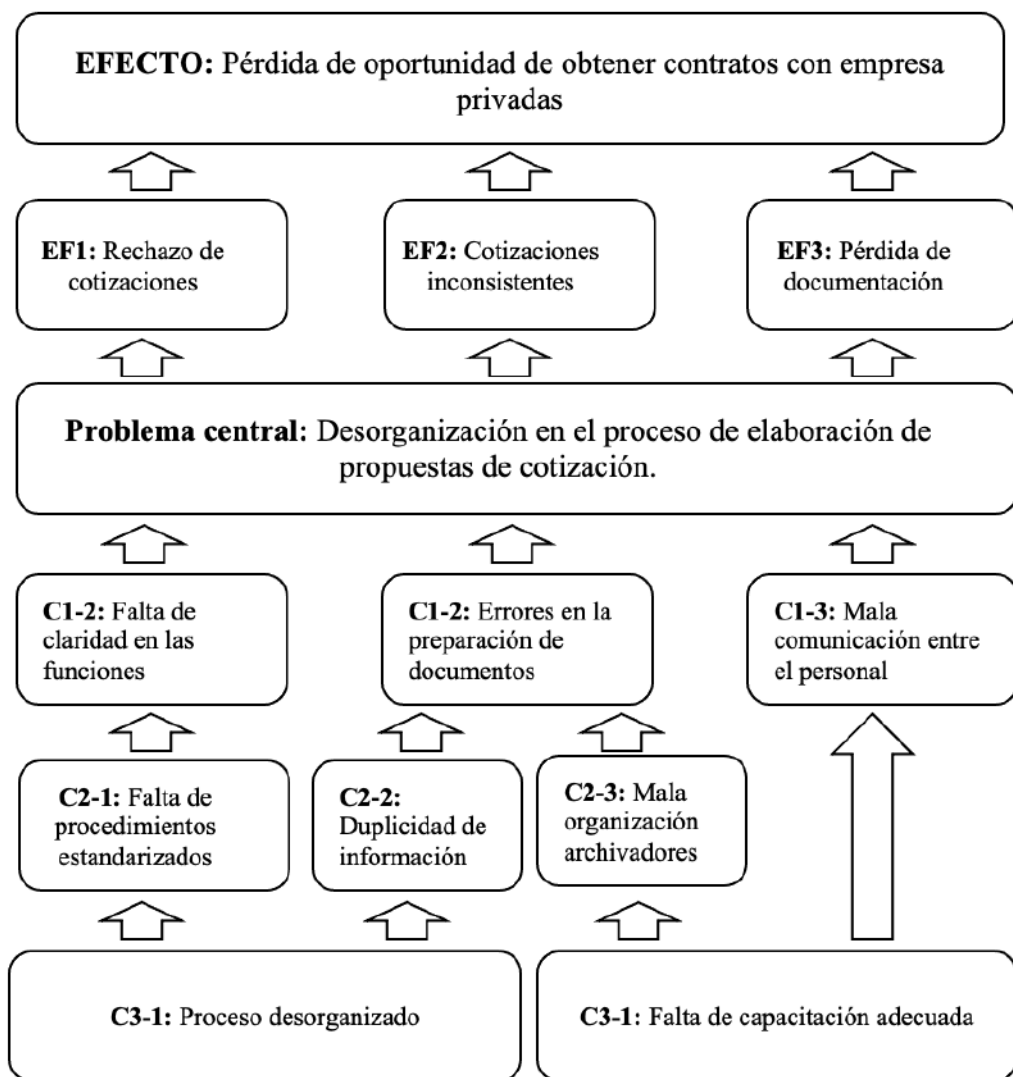 EFECTO: Pérdida de oportunidad de obtener contratos con empresa
privadas
EF1: Rechazo de
cotizaciones
EF2: Cotizaciones
inconsistentes
EF3: Pérdida de
documentación
Problema central: Desorganización en el proceso de elaboración de
propuestas de cotización.
C1-2: Falta de
claridad en las
funciones
C1-2: Errores en la
preparación de
documentos
C1-3: Mala
comunicación entre
el personal
C2-1: Falta de
procedimientos
estandarizados
C2-2:
Duplicidad de
información
C2-3: Mala
organización
archivadores
C3-1: Proceso desorganizado
C3-1: Falta de capacitación adecuada